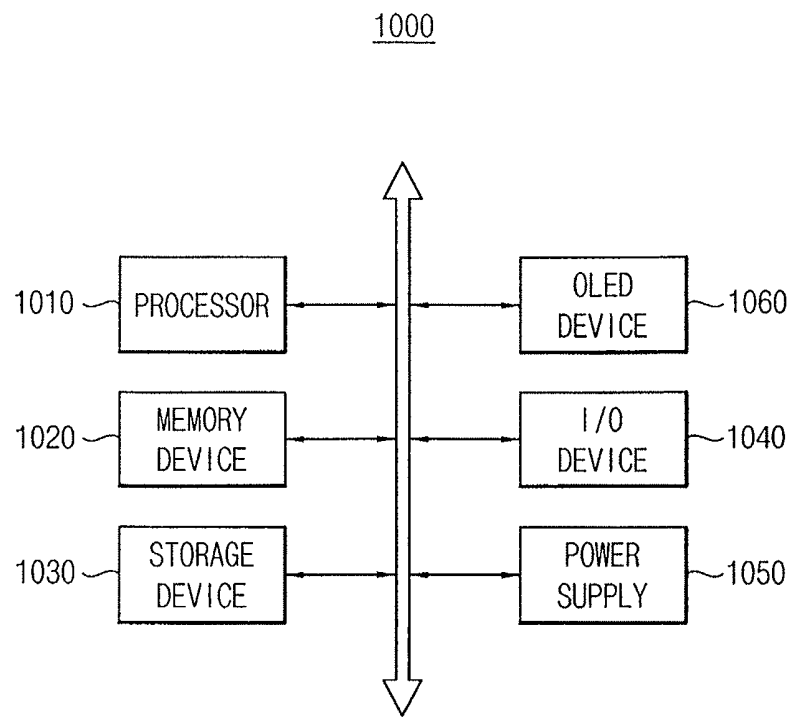 1000
1010 PROCESSOR
OLED
DEVICE 1060
1020 MEMORY
DEVICE
I/O
DEVICE 1040
1030 STORAGE
DEVICE
POWER
SUPPLY 1050